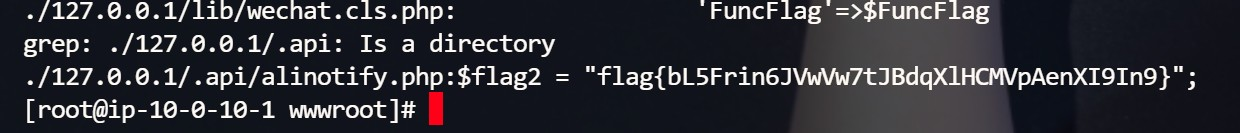 ./127.0.0.1/lib/wechat.cls.php:                  'FuncFlag'=>$FuncFlag
grep: ./127.0.0.1/.api: Is a directory
./127.0.0.1/.api/alinotify.php:$flag2 = "flag{bL5Frin6JVwVw7tJBdqXlHCMVpAenXI9In9}";
[root@ip-10-0-10-1 wwwroot]#